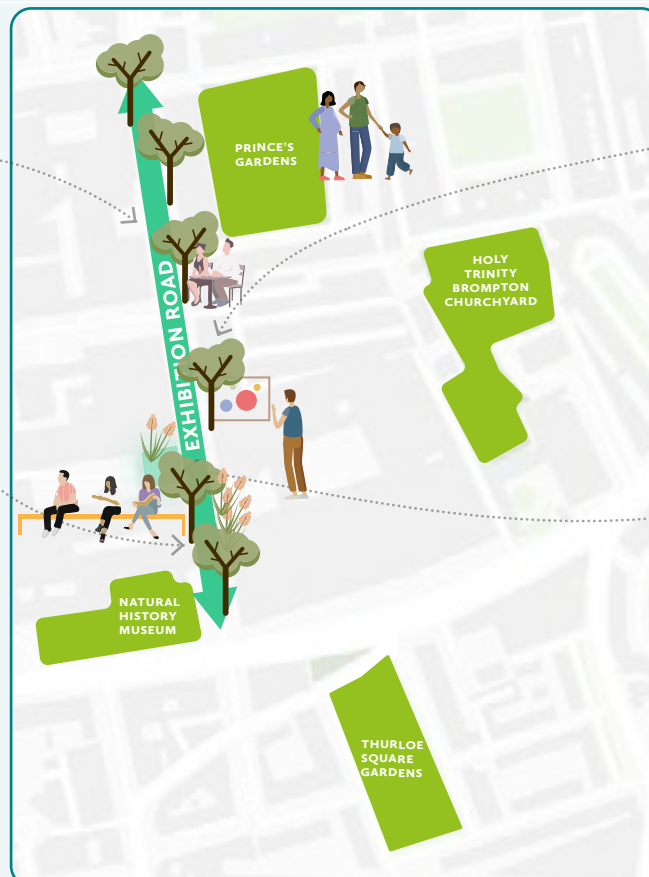 PRINCE'S
GARDENS
HOLY
TRINITY
BROMPTON
CHURCHYARD
EXHIBITION ROAD
NATURAL
HISTORY
MUSEUM
THURLOE
SQUARE
GARDENS